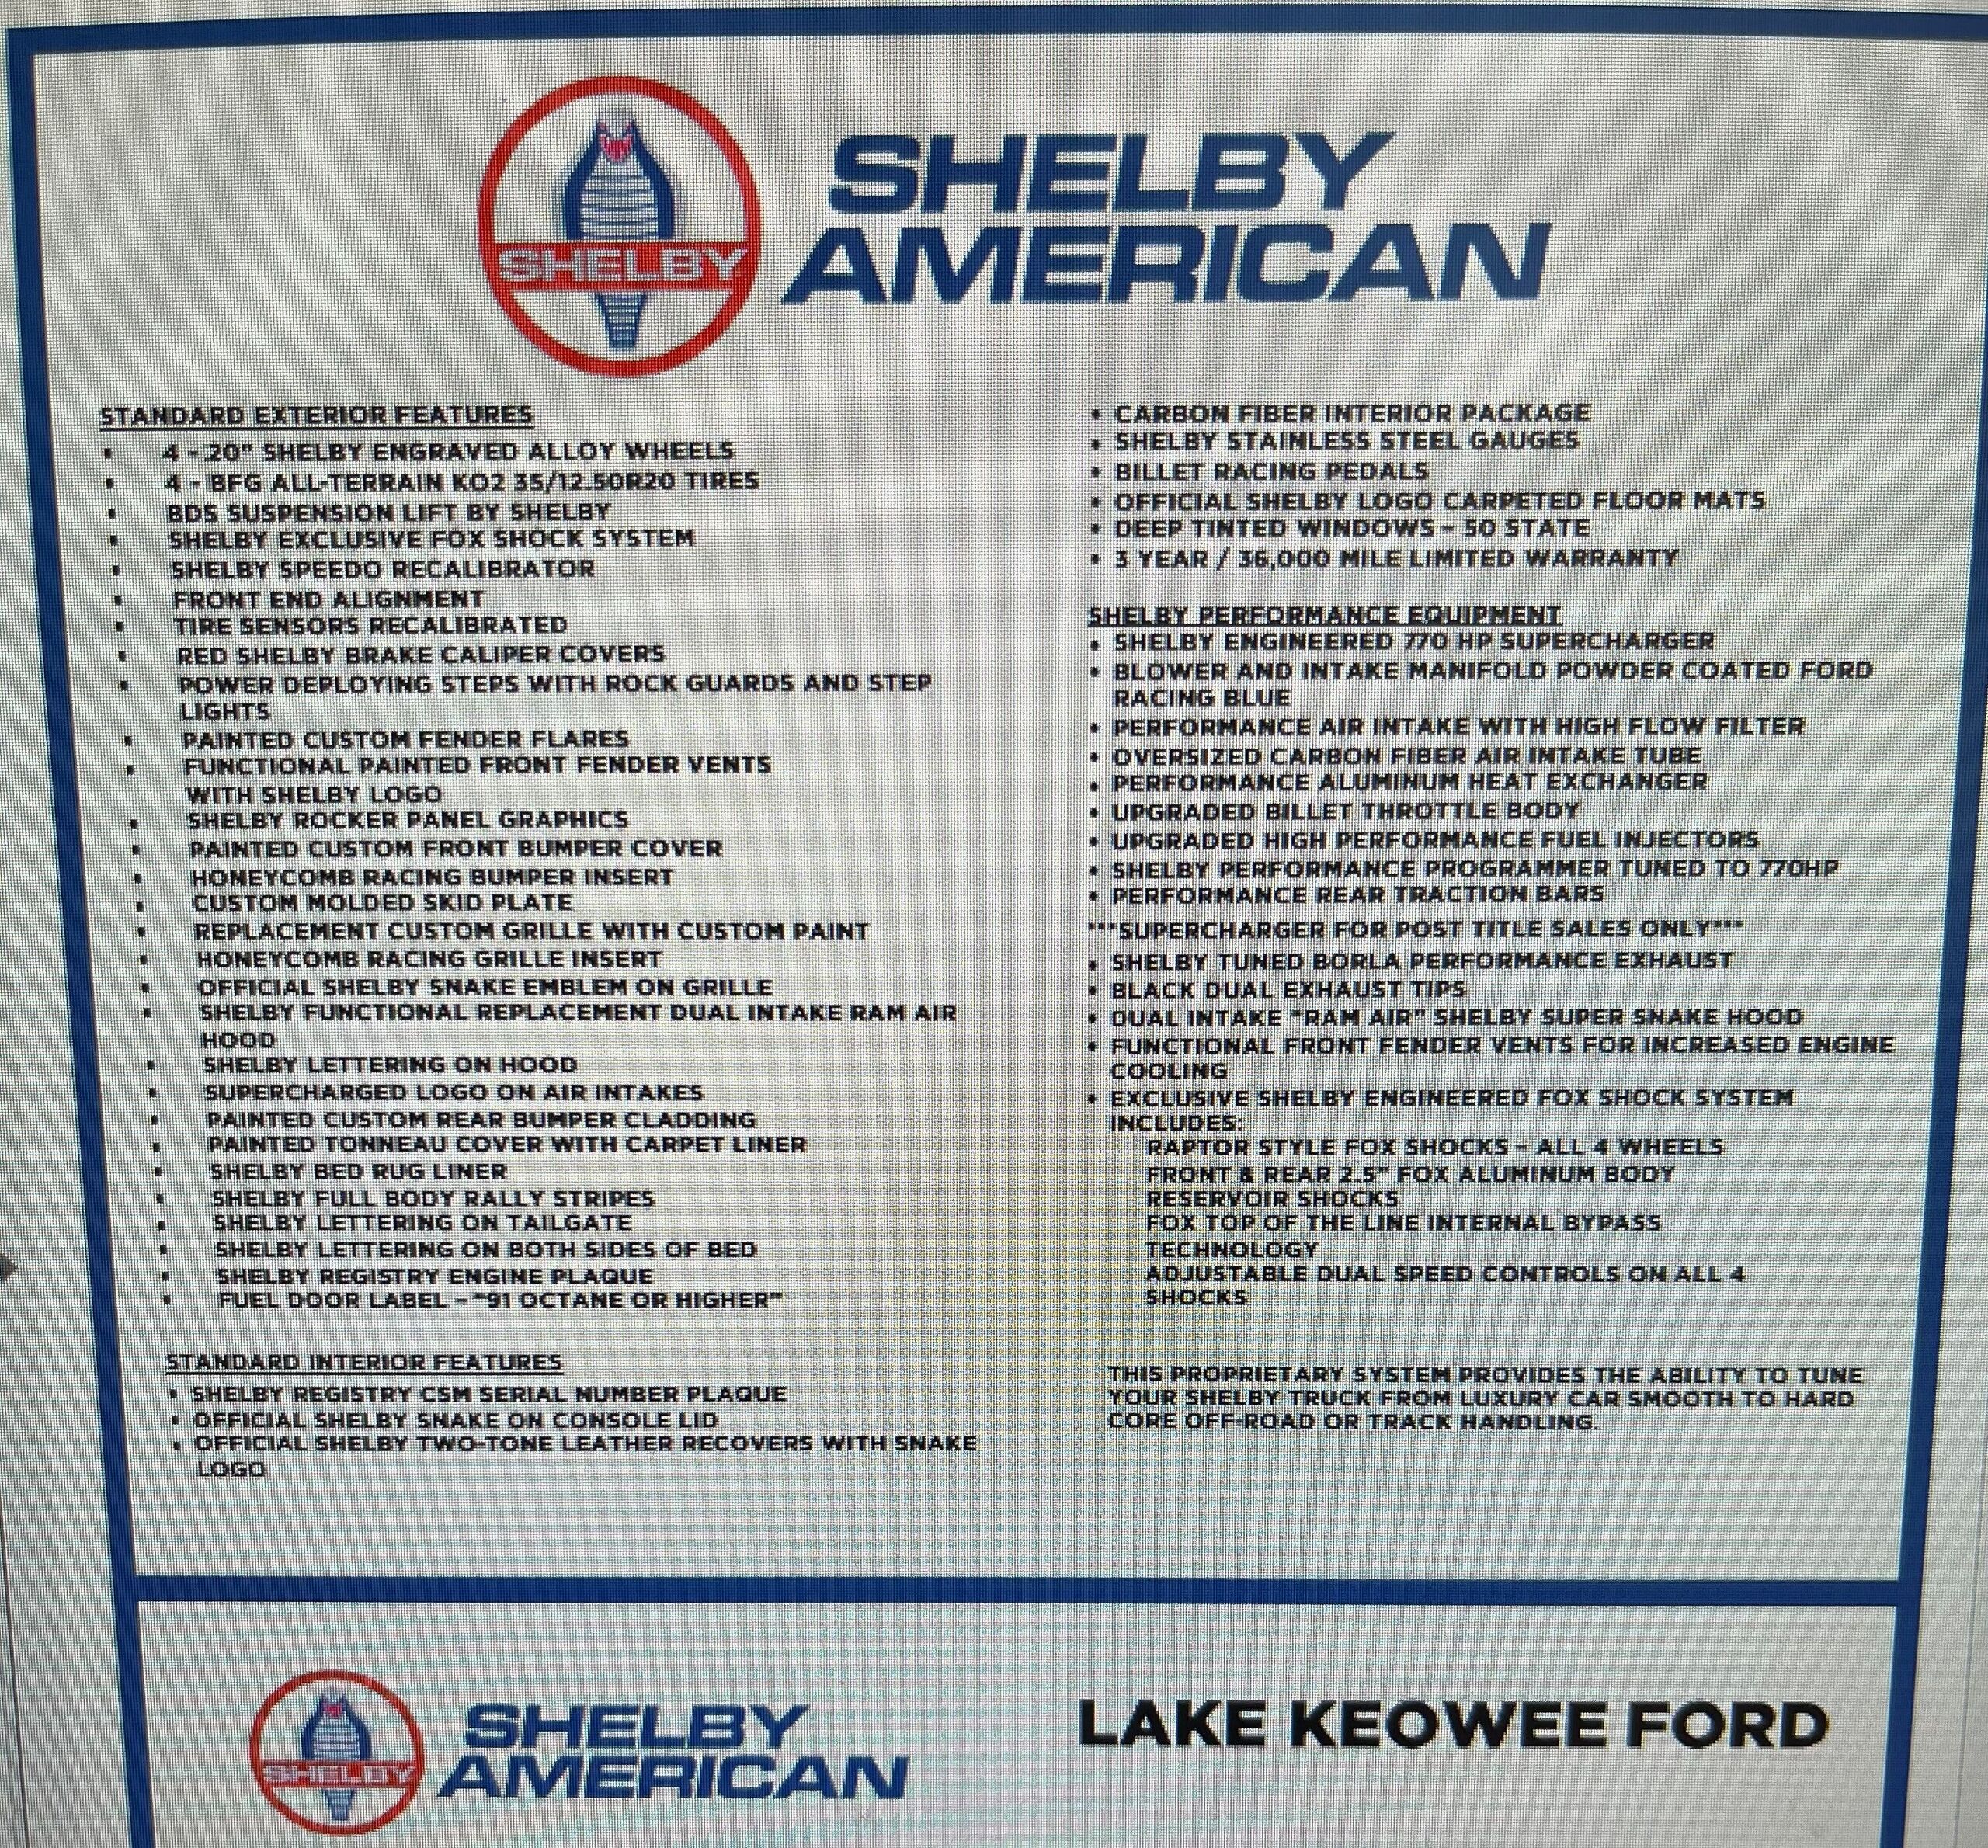 SHELBY
SHELBY
AMERICAN
STANDARD EXTERIOR FEATURES
• 4 - 20" SHELBY ENGRAVED ALLOY WHEELS
• 4 - BFG ALL-TERRAIN KO2 35/12.50R20 TIRES
• BDS SUSPENSION LIFT BY SHELBY
• SHELBY EXCLUSIVE FOX SHOCK SYSTEM
• SHELBY SPEEDO RECALIBRATOR
• FRONT END ALIGNMENT
• TIRE SENSORS RECALIBRATED
• RED SHELBY BRAKE CALIPER COVERS
• POWER DEPLOYING STEPS WITH ROCK GUARDS AND STEP
LIGHTS
• PAINTED CUSTOM FENDER FLARES
• FUNCTIONAL PAINTED FRONT FENDER VENTS
WITH SHELBY LOGO
• SHELBY ROCKER PANEL GRAPHICS
• PAINTED CUSTOM FRONT BUMPER COVER
• HONEYCOMB RACING BUMPER INSERT
• CUSTOM MOLDED SKID PLATE
• REPLACEMENT CUSTOM GRILLE WITH CUSTOM PAINT
• HONEYCOMB RACING GRILLE INSERT
• OFFICIAL SHELBY SNAKE EMBLEM ON GRILLE
• SHELBY FUNCTIONAL REPLACEMENT DUAL INTAKE RAM AIR
HOOD
• SHELBY LETTERING ON HOOD
• SUPERCHARGED LOGO ON AIR INTAKES
• PAINTED CUSTOM REAR BUMPER CLADDING
• PAINTED TONNEAU COVER WITH CARPET LINER
• SHELBY BED RUG LINER
• SHELBY FULL BODY RALLY STRIPES
• SHELBY LETTERING ON TAILGATE
• SHELBY LETTERING ON BOTH SIDES OF BED
• SHELBY REGISTRY ENGINE PLAQUE
• FUEL DOOR LABEL - "91 OCTANE OR HIGHER"
STANDARD INTERIOR FEATURES
• SHELBY REGISTRY CSM SERIAL NUMBER PLAQUE
• OFFICIAL SHELBY SNAKE ON CONSOLE LID
• OFFICIAL SHELBY TWO-TONE LEATHER RECOVERS WITH SNAKE
LOGO
• CARBON FIBER INTERIOR PACKAGE
• SHELBY STAINLESS STEEL GAUGES
• BILLET RACING PEDALS
• OFFICIAL SHELBY LOGO CARPETED FLOOR MATS
• DEEP TINTED WINDOWS - 50 STATE
• 3 YEAR / 36,000 MILE LIMITED WARRANTY
SHELBY PERFORMANCE EQUIPMENT
• SHELBY ENGINEERED 770 HP SUPERCHARGER
• BLOWER AND INTAKE MANIFOLD POWDER COATED FORD
RACING BLUE
• PERFORMANCE AIR INTAKE WITH HIGH FLOW FILTER
• OVERSIZED CARBON FIBER AIR INTAKE TUBE
• PERFORMANCE ALUMINUM HEAT EXCHANGER
• UPGRADED BILLET THROTTLE BODY
• UPGRADED HIGH PERFORMANCE FUEL INJECTORS
• SHELBY PERFORMANCE PROGRAMMER TUNED TO 770HP
• PERFORMANCE REAR TRACTION BARS
***SUPERCHARGER FOR POST TITLE SALES ONLY***
• SHELBY TUNED BORLA PERFORMANCE EXHAUST
• BLACK DUAL EXHAUST TIPS
• DUAL INTAKE "RAM AIR" SHELBY SUPER SNAKE HOOD
• FUNCTIONAL FRONT FENDER VENTS FOR INCREASED ENGINE
COOLING
• EXCLUSIVE SHELBY ENGINEERED FOX SHOCK SYSTEM
INCLUDES:
RAPTOR STYLE FOX SHOCKS - ALL 4 WHEELS
FRONT & REAR 2.5" FOX ALUMINUM BODY
RESERVOIR SHOCKS
FOX TOP OF THE LINE INTERNAL BYPASS
TECHNOLOGY
ADJUSTABLE DUAL SPEED CONTROLS ON ALL 4
SHOCKS
THIS PROPRIETARY SYSTEM PROVIDES THE ABILITY TO TUNE
YOUR SHELBY TRUCK FROM LUXURY CAR SMOOTH TO HARD
CORE OFF-ROAD OR TRACK HANDLING.
SHELBY
SHELBY
AMERICAN
LAKE KEOWEE FORD